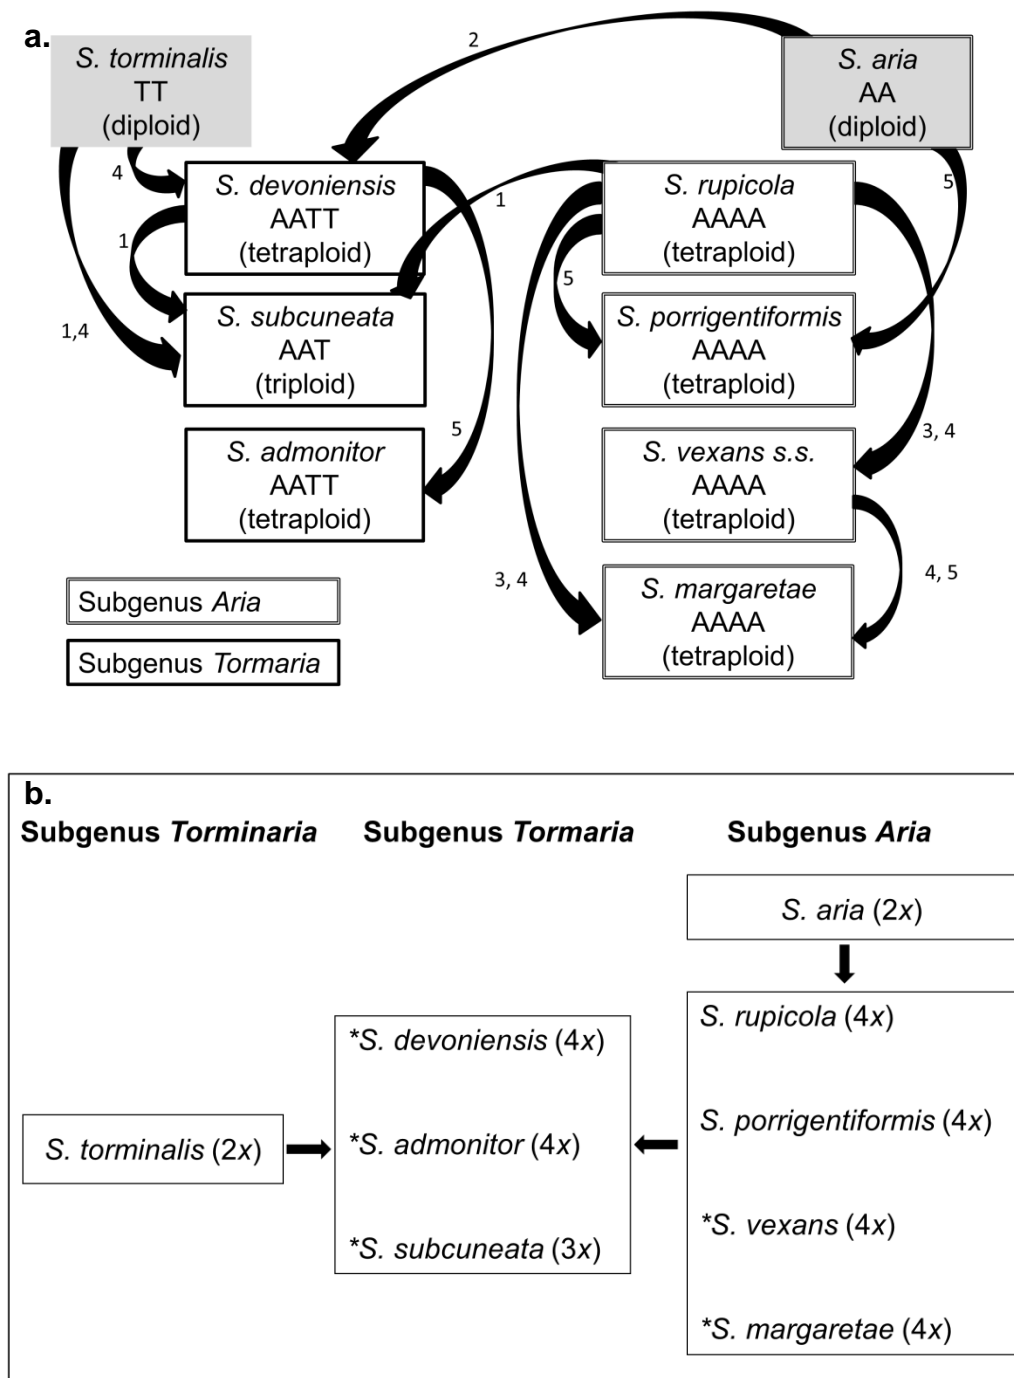 a.
S. torminalis
TT
(diploid)
2
S. aria
AA
(diploid)
4
S. devoniensis
AATT
(tetraploid)
1
S. rupicola
AAAA
(tetraploid)
5
1
5
1,4
S. subcuneata
AAT
(triploid)
S. porrigentiformis
AAAA
(tetraploid)
5
S. admonitor
AATT
(tetraploid)
S. vexans s.s.
AAAA
(tetraploid)
3, 4
3, 4
4, 5
S. margaretae
AAAA
(tetraploid)
Subgenus Aria
Subgenus Tormaria
b.
Subgenus Torminaria
Subgenus Tormaria
Subgenus Aria
S. aria (2x)
S. torminalis (2x)
*S. devoniensis (4x)
*S. admonitor (4x)
*S. subcuneata (3x)
S. rupicola (4x)
S. porrigentiformis (4x)
*S. vexans (4x)
*S. margaretae (4x)